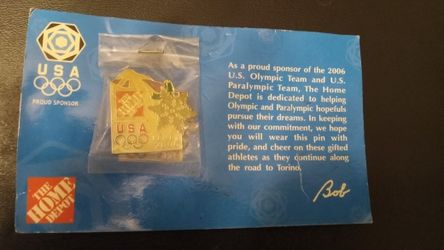 USA
PROUD SPONSOR
As a proud sponsor of the 2006
U.S. Olympic Team and U.S.
Paralympic Team, The Home
Depot is dedicated to helping
Olympic and Paralympic hopefuls
pursue their dreams. In keeping
with our commitment, we hope
you will wear this pin with
pride, and cheer on these gifted
athletes as they continue along
the road to Torino.
Bob
USA
THE
HOME
DEPOT